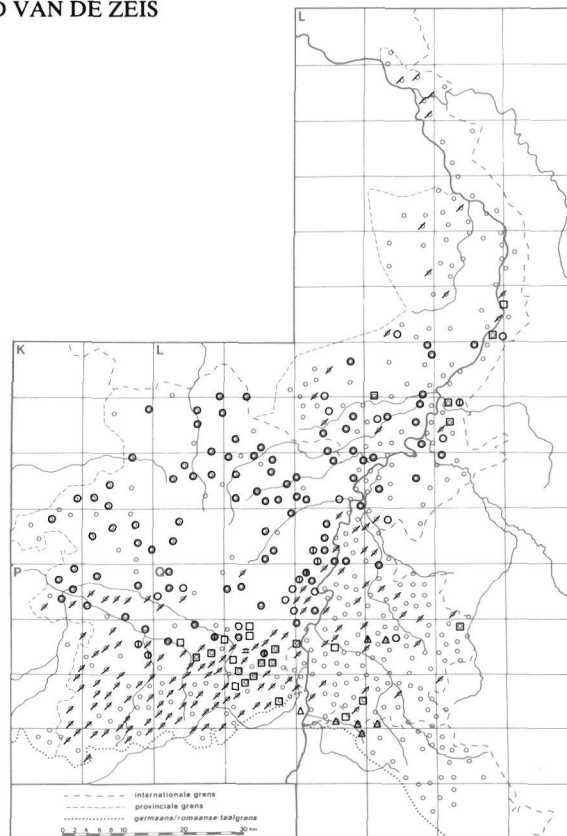 VAN DE ZEIS
L
K
L
P
Q
internationale grens
provinciale grens
germaans/romaanse taalgrens
0 2 4 6 8 10 20 30 Km